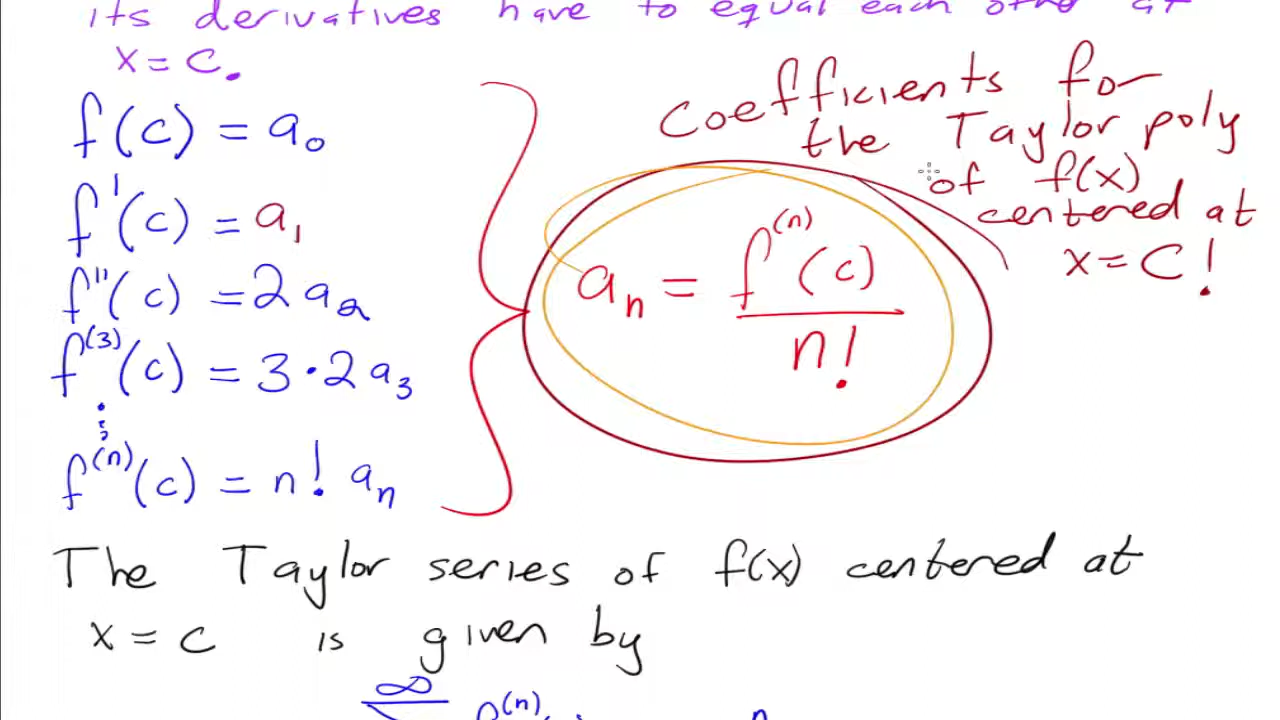 its derivatives have to equal each other at
x = c.
f(c) = a₀
f'(c) = a₁
f''(c) = 2a₂
f⁽³⁾(c) = 3·2a₃
⋮
f⁽ⁿ⁾(c) = n! aₙ
aₙ = f⁽ⁿ⁾(c) / n!
Coefficients for
the Taylor poly
of f(x)
centered at
x = c!
The Taylor series of f(x) centered at
x = c is given by
∞
f⁽ⁿ⁾
n